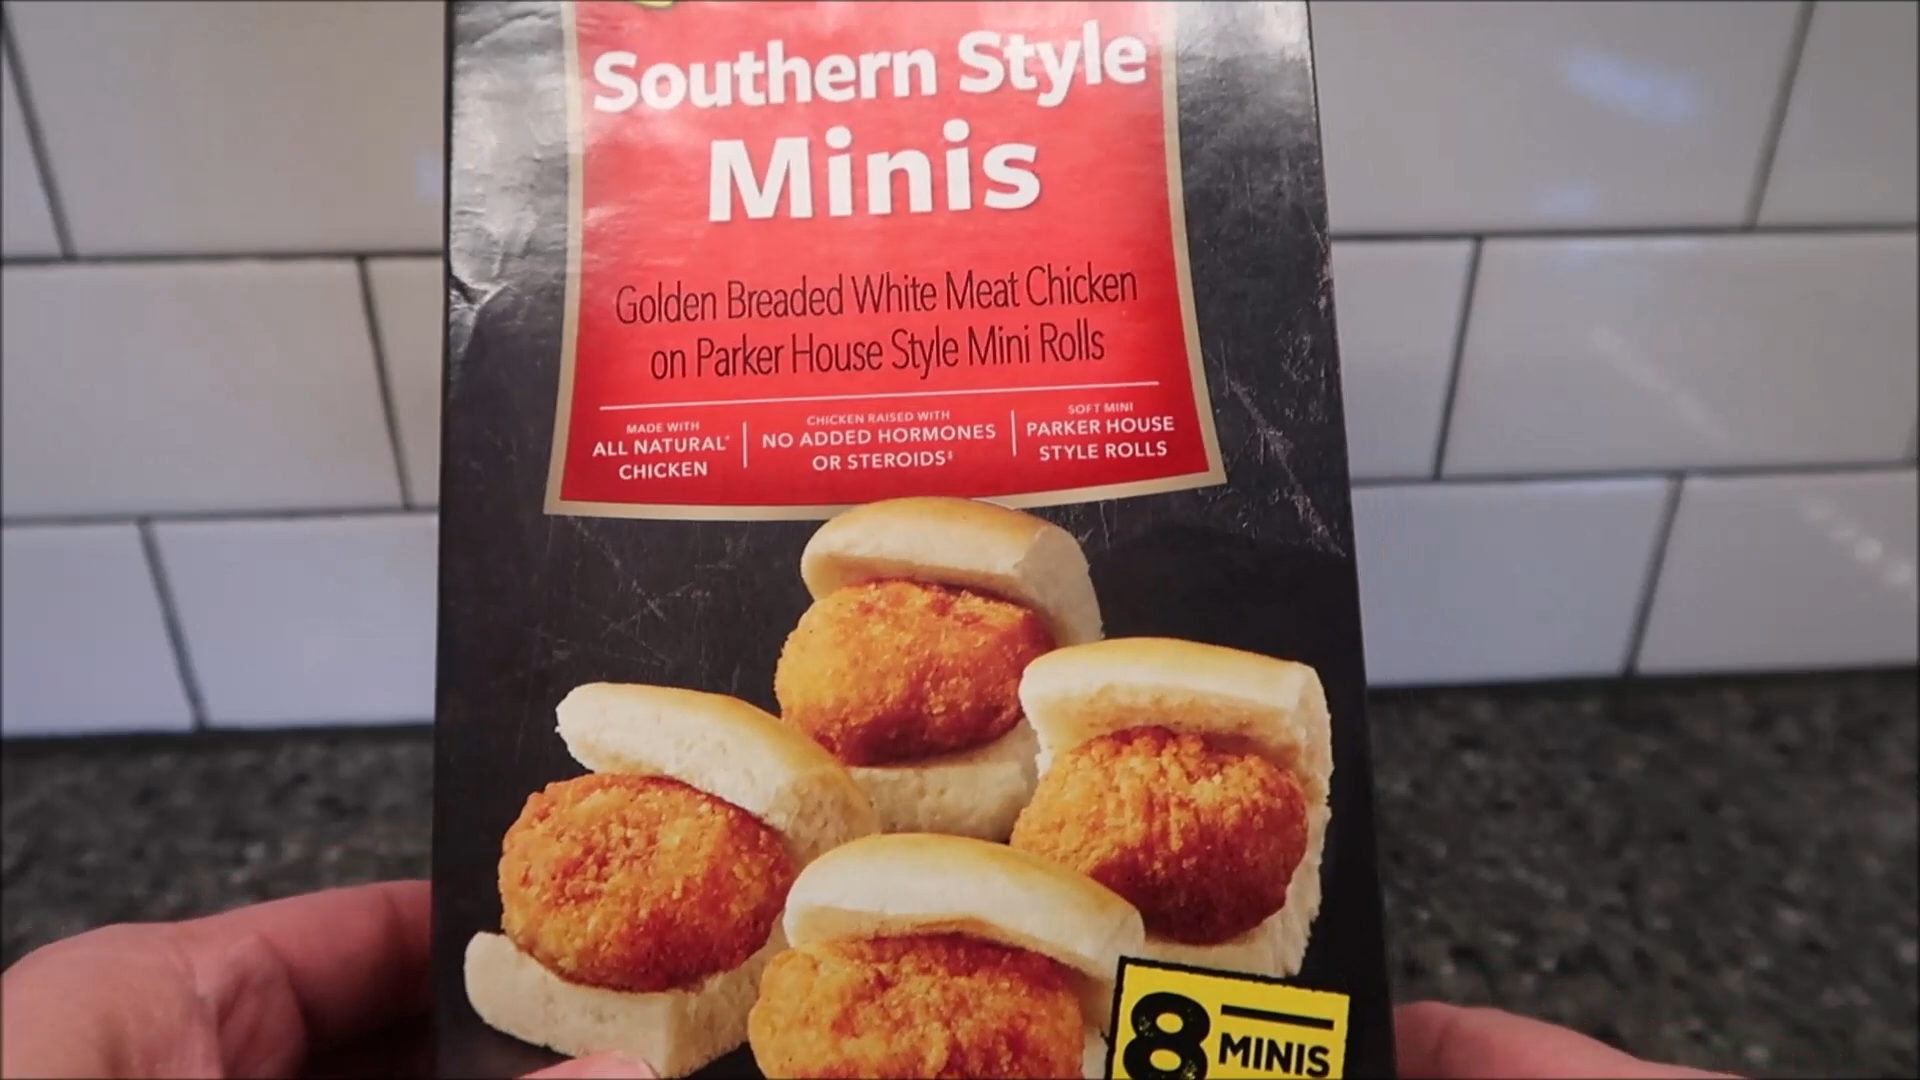 Southern Style
Minis
Golden Breaded White Meat Chicken
on Parker House Style Mini Rolls
MADE WITH
ALL NATURAL*
CHICKEN
CHICKEN RAISED WITH
NO ADDED HORMONES
OR STEROIDS‡
SOFT MINI
PARKER HOUSE
STYLE ROLLS
8 MINIS